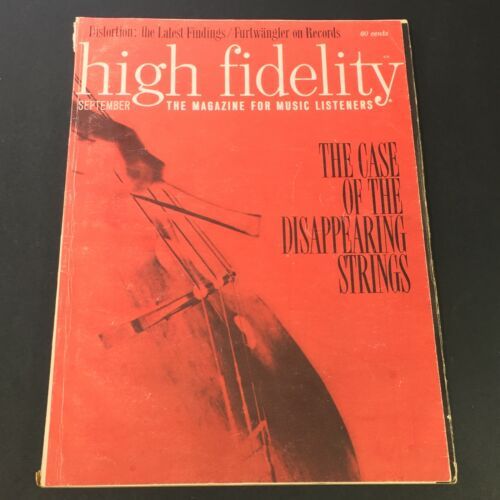 Distortion: the Latest Findings/Furtwängler on Records 60 cents
high fidelity
SEPTEMBER THE MAGAZINE FOR MUSIC LISTENERS
THE CASE
OF THE
DISAPPEARING
STRINGS